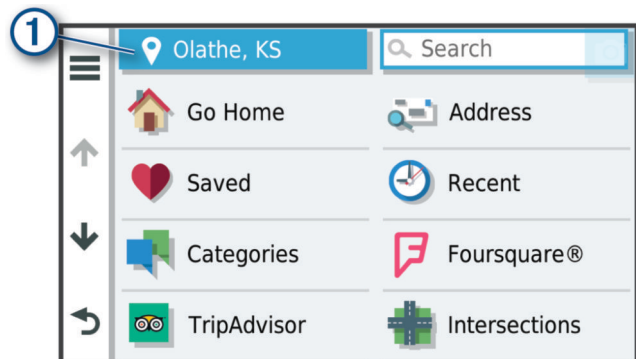 1
Olathe, KS
Search
Go Home
Address
Saved
Recent
Categories
Foursquare®
TripAdvisor
Intersections